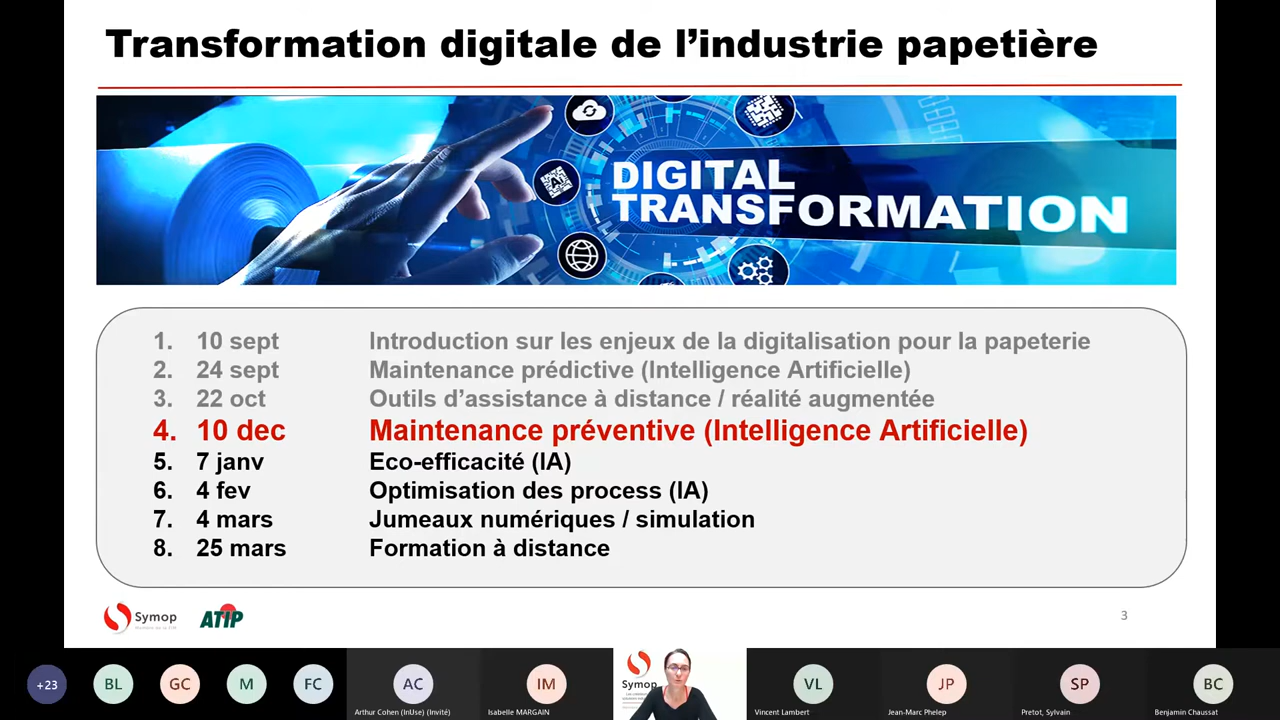 Transformation digitale de l'industrie papetière
AI
DIGITAL
TRANSFORMATION
1. 10 sept Introduction sur les enjeux de la digitalisation pour la papeterie
2. 24 sept Maintenance prédictive (Intelligence Artificielle)
3. 22 oct Outils d'assistance à distance / réalité augmentée
4. 10 dec Maintenance préventive (Intelligence Artificielle)
5. 7 janv Eco-efficacité (IA)
6. 4 fev Optimisation des process (IA)
7. 4 mars Jumeaux numériques / simulation
8. 25 mars Formation à distance
Symop
ATIP
3
+23 BL GC M FC AC IM Symop VL JP SP BC
Arthur Cohen (InUse) (Invité) Isabelle MARGAIN Vincent Lambert Jean-Marc Phelep Pretot, Sylvain Benjamin Chaussat